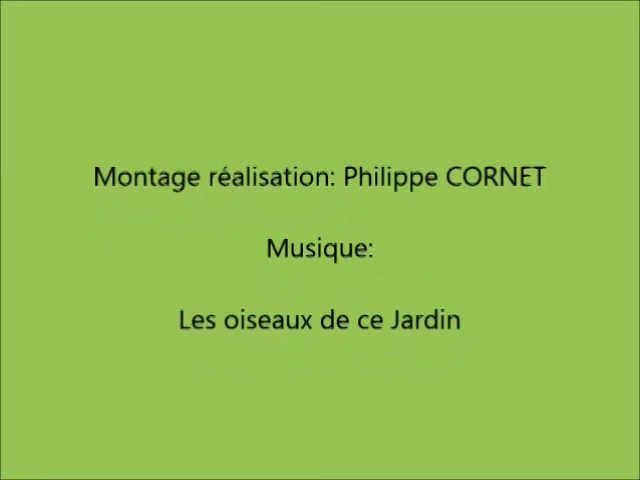 Montage réalisation: Philippe CORNET
Musique:
Les oiseaux de ce Jardin